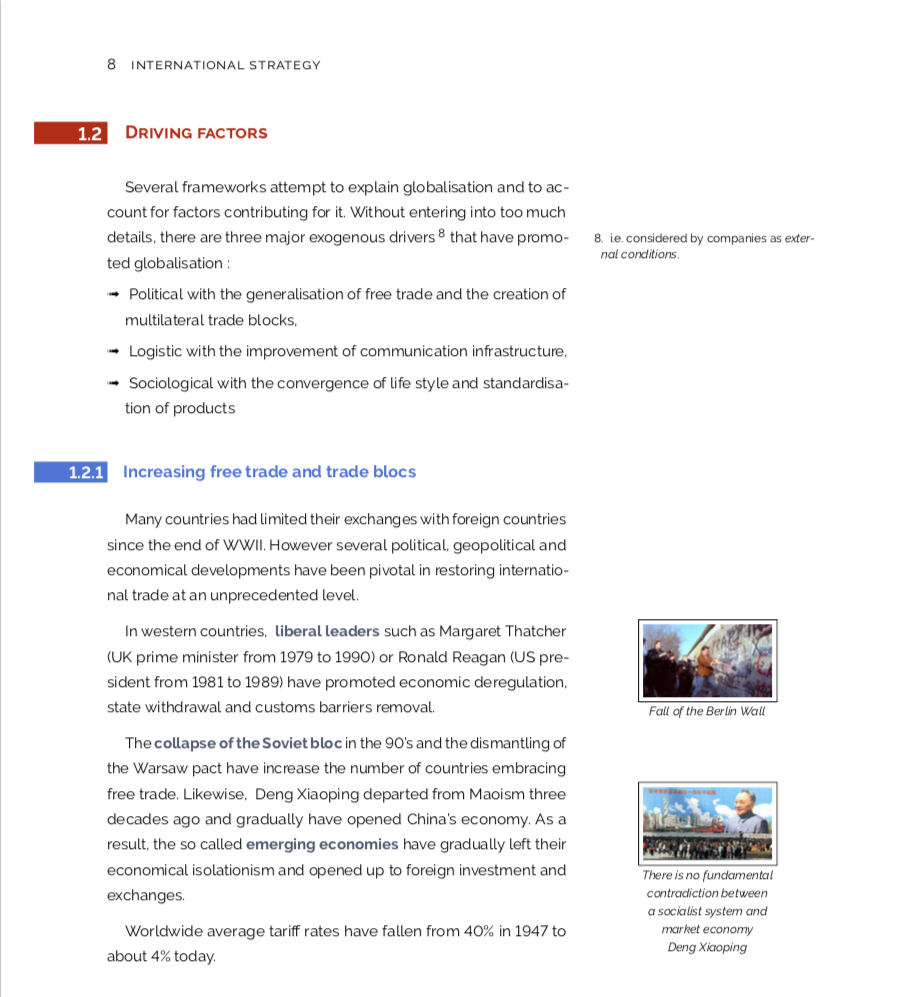 8 INTERNATIONAL STRATEGY
1.2 DRIVING FACTORS
Several frameworks attempt to explain globalisation and to ac-
count for factors contributing for it. Without entering into too much
details, there are three major exogenous drivers 8 that have promo-
ted globalisation :
8. i.e. considered by companies as exter-
nal conditions.
➟ Political with the generalisation of free trade and the creation of
multilateral trade blocks,
➟ Logistic with the improvement of communication infrastructure,
➟ Sociological with the convergence of life style and standardisa-
tion of products
1.2.1 Increasing free trade and trade blocs
Many countries had limited their exchanges with foreign countries
since the end of WWII. However several political, geopolitical and
economical developments have been pivotal in restoring internatio-
nal trade at an unprecedented level.
In western countries, liberal leaders such as Margaret Thatcher
(UK prime minister from 1979 to 1990) or Ronald Reagan (US pre-
sident from 1981 to 1989) have promoted economic deregulation,
state withdrawal and customs barriers removal.
Fall of the Berlin Wall
The collapse of the Soviet bloc in the 90's and the dismantling of
the Warsaw pact have increase the number of countries embracing
free trade. Likewise, Deng Xiaoping departed from Maoism three
decades ago and gradually have opened China's economy. As a
result, the so called emerging economies have gradually left their
economical isolationism and opened up to foreign investment and
exchanges.
There is no fundamental
contradiction between
a socialist system and
market economy
Deng Xiaoping
Worldwide average tariff rates have fallen from 40% in 1947 to
about 4% today.